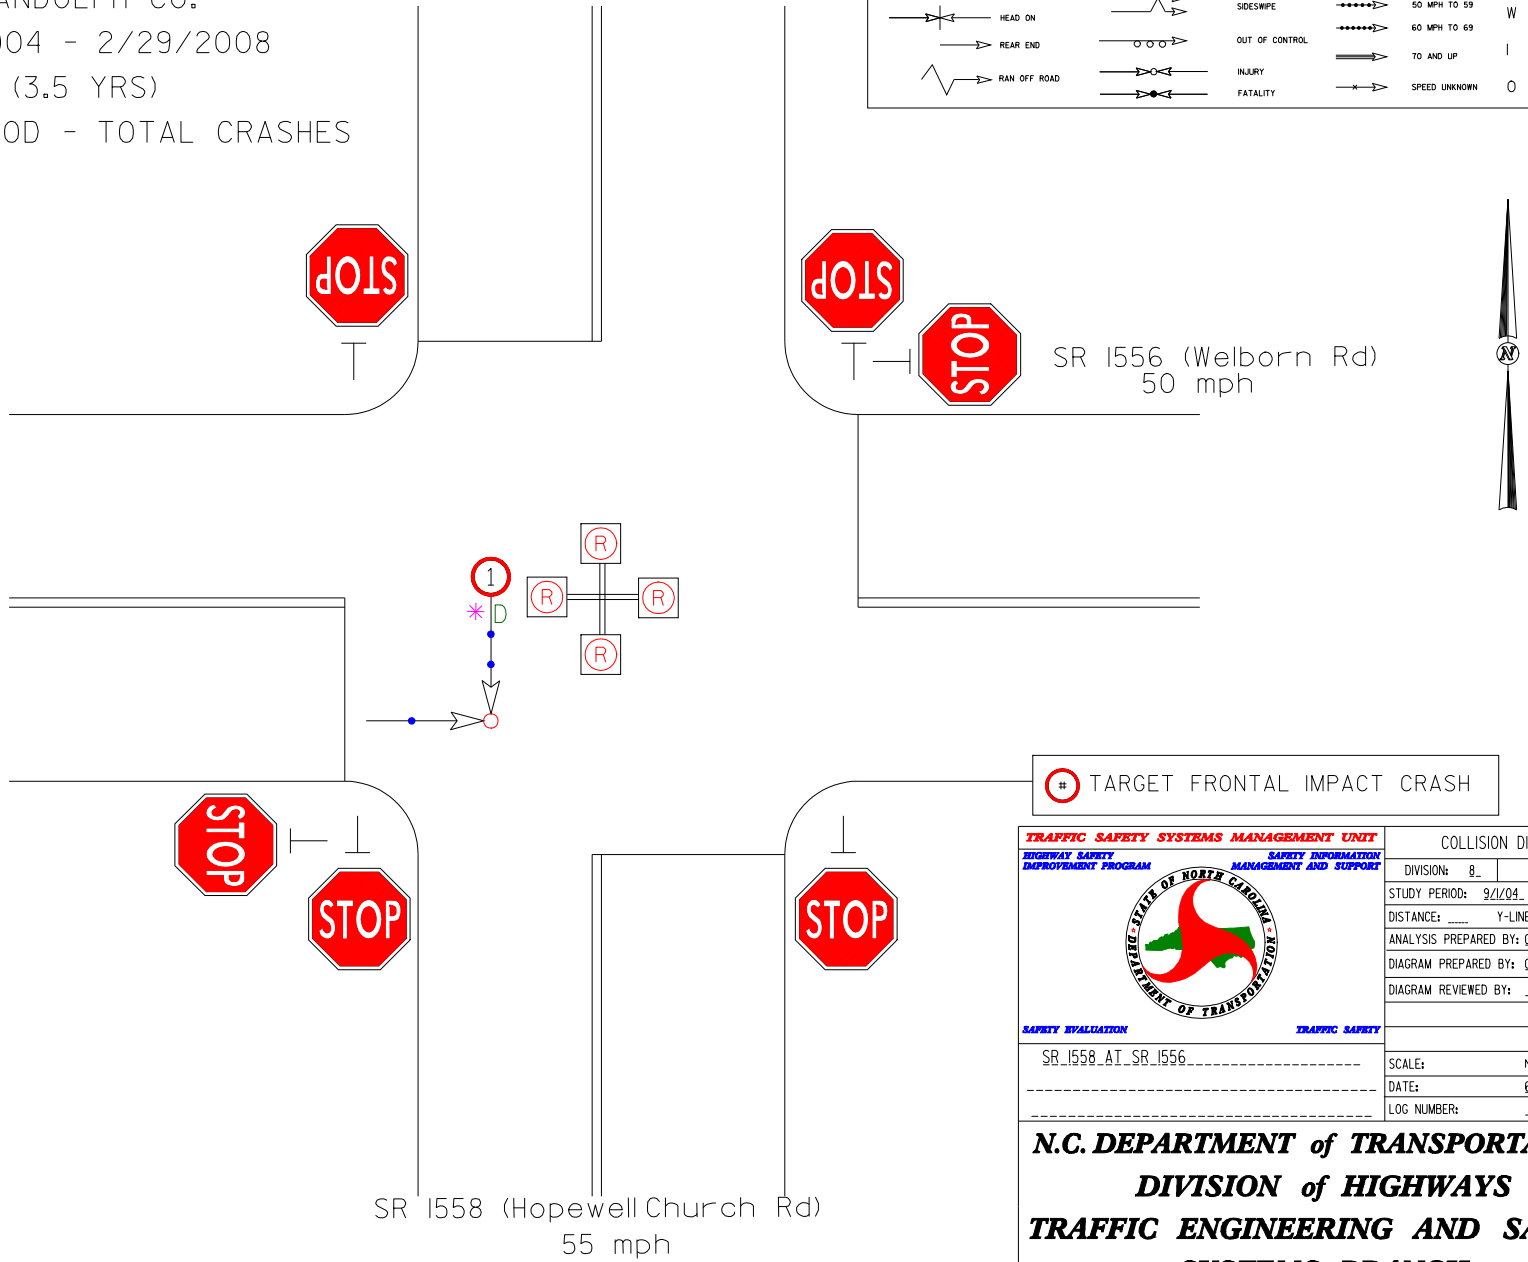 - 2/29/2008
(3.5 YRS)
- TOTAL CRASHES
HEAD ON
REAR END
RAN OFF ROAD
SIDESWIPE
OUT OF CONTROL
INJURY
FATALITY
50 MPH TO 59
60 MPH TO 69
70 AND UP
SPEED UNKNOWN
W
I
O
STOP
STOP
STOP
SR 1556 (Welborn Rd)
50 mph
N
R
R
R
R
1
* D
STOP
STOP
STOP
# TARGET FRONTAL IMPACT CRASH
TRAFFIC SAFETY SYSTEMS MANAGEMENT UNIT
HIGHWAY SAFETY
IMPROVEMENT PROGRAM
SAFETY INFORMATION
MANAGEMENT AND SUPPORT
STATE OF NORTH CAROLINA
DEPARTMENT OF TRANSPORTATION
SAFETY EVALUATION
TRAFFIC SAFETY
SR 1558 AT SR 1556
COLLISION
DIVISION: 8
STUDY PERIOD: 9/1/04
DISTANCE:
Y-LINE
ANALYSIS PREPARED BY:
DIAGRAM PREPARED BY:
DIAGRAM REVIEWED BY:
SCALE:
DATE:
LOG NUMBER:
N.C. DEPARTMENT of
DIVISION of HIGHWAYS
TRAFFIC ENGINEERING AND
SR 1558 (Hopewell Church Rd)
55 mph